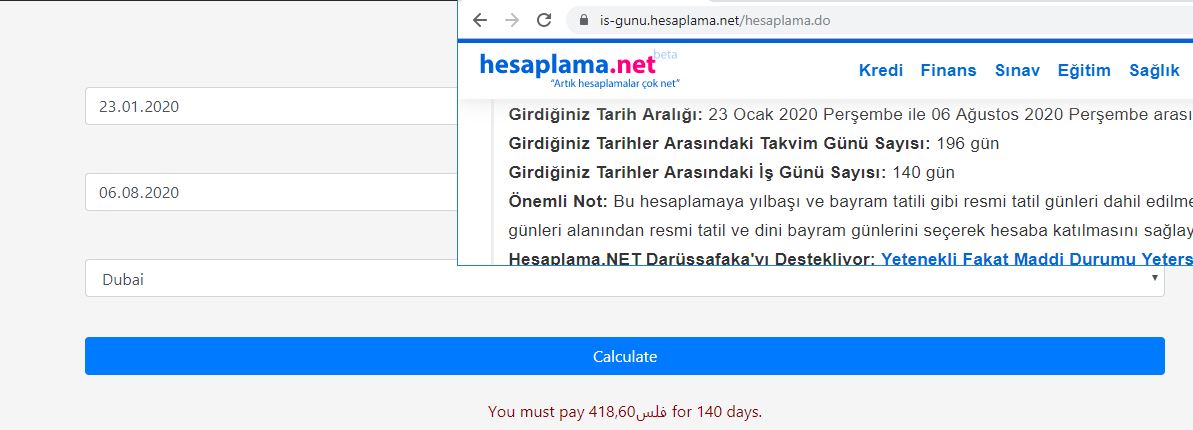 is-gunu.hesaplama.net/hesaplama.do
hesaplama.net beta
“Artık hesaplamalar çok net”
Kredi Finans Sınav Eğitim Sağlık
Girdiğiniz Tarih Aralığı: 23 Ocak 2020 Perşembe ile 06 Ağustos 2020 Perşembe arası
Girdiğiniz Tarihler Arasındaki Takvim Günü Sayısı: 196 gün
Girdiğiniz Tarihler Arasındaki İş Günü Sayısı: 140 gün
Önemli Not: Bu hesaplamaya yılbaşı ve bayram tatili gibi resmi tatil günleri dahil edilme
günleri alanından resmi tatil ve dini bayram günlerini seçerek hesaba katılmasını sağlay
Hesaplama.NET Darüşşafaka'yı Destekliyor: Yetenekli Fakat Maddi Durumu Yeters
23.01.2020
06.08.2020
Dubai
Calculate
You must pay 418,60فلس for 140 days.